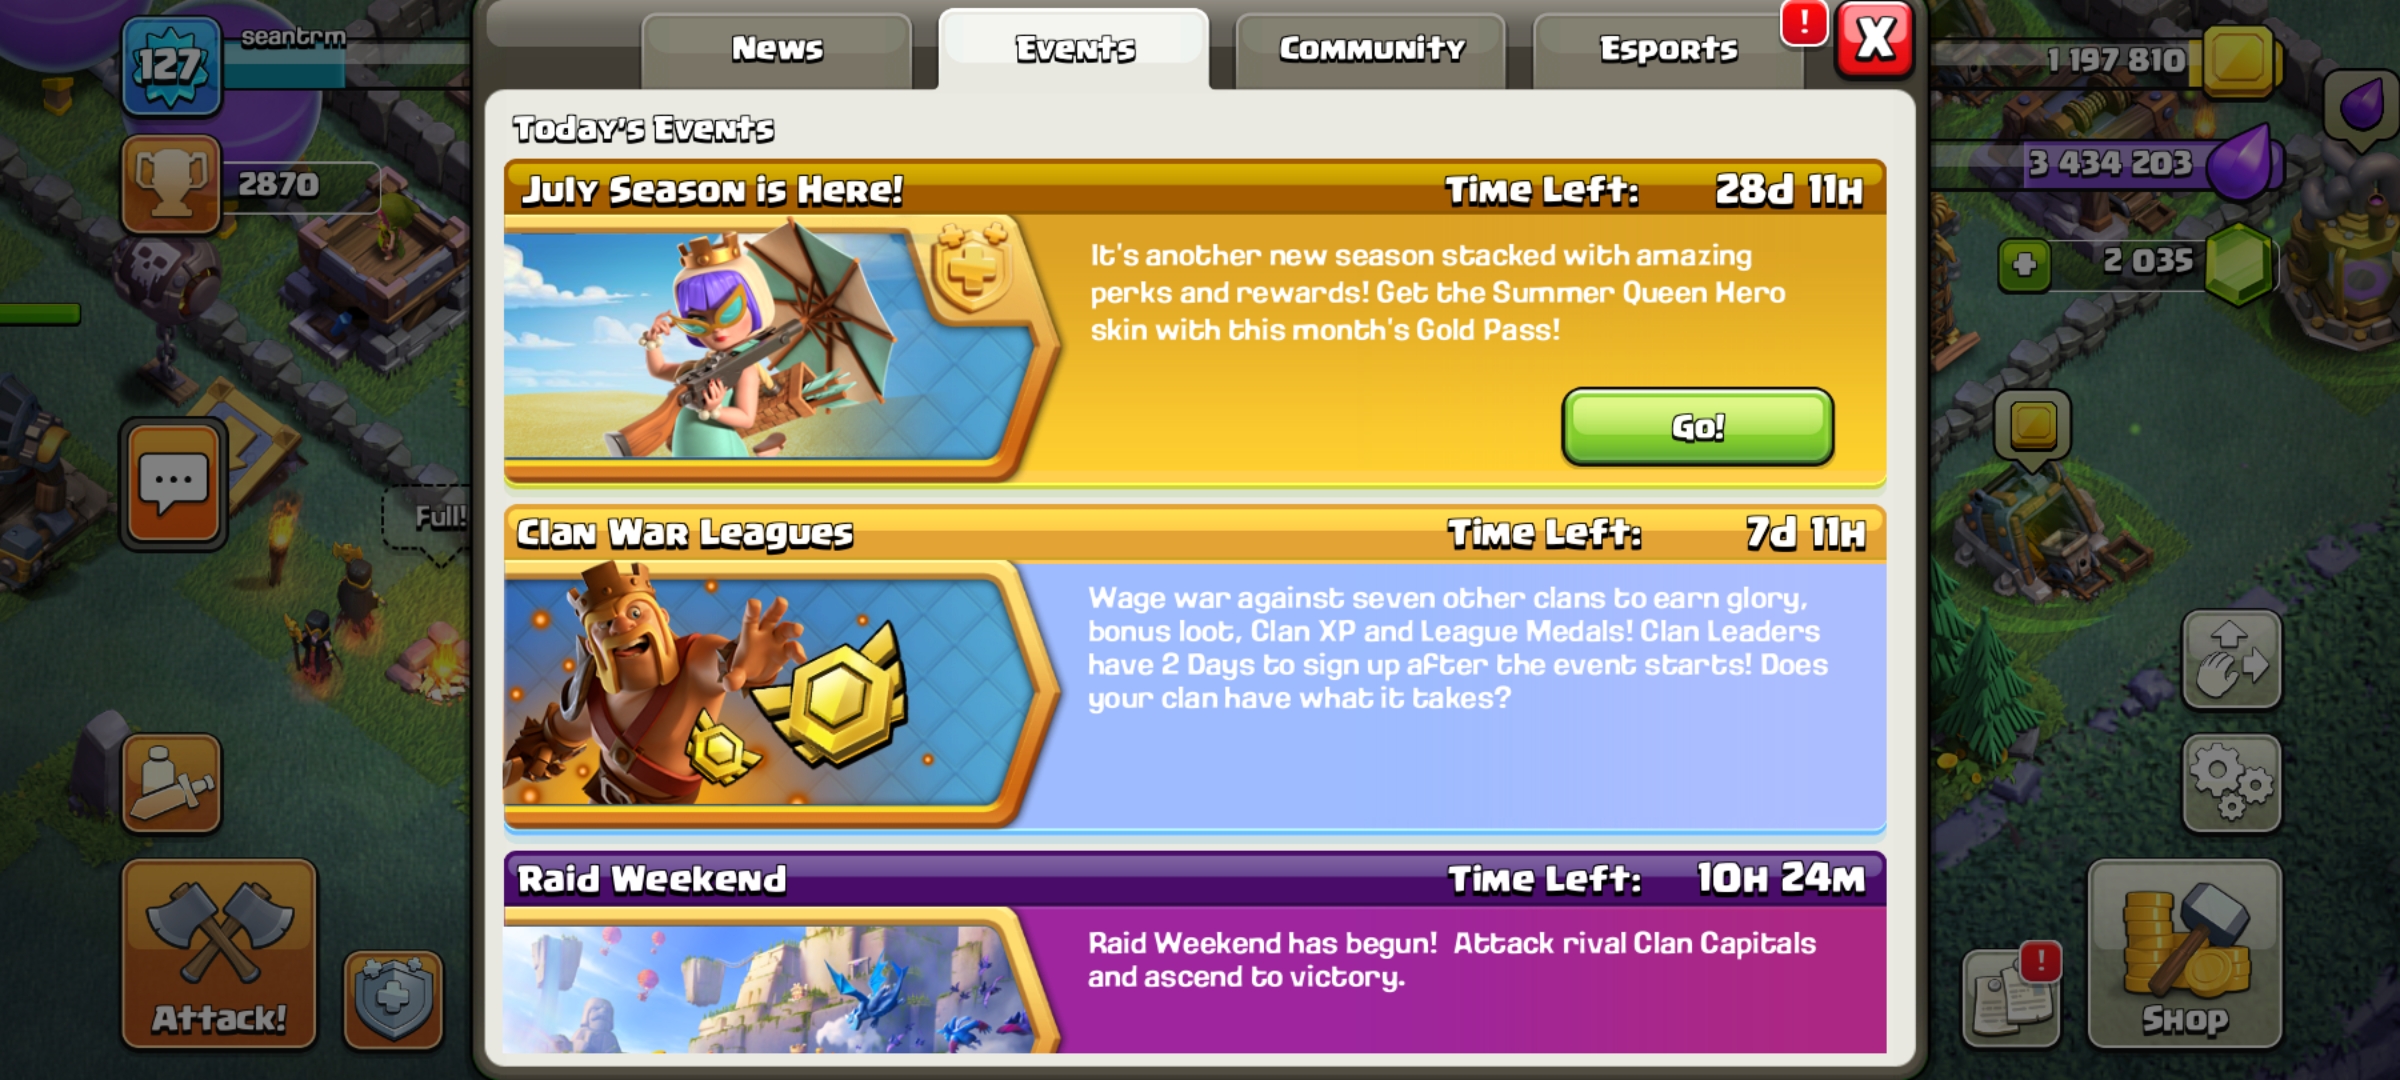 127
seantrm
2870
News
Events
Community
Esports
!
X
1 197 810
3 434 203
2 035
Today's Events
July Season is Here!
Time Left: 28d 11H
It's another new season stacked with amazing
perks and rewards! Get the Summer Queen Hero
skin with this month's Gold Pass!
Go!
Full!
Clan War Leagues
Time Left: 7d 11H
Wage war against seven other clans to earn glory,
bonus loot, Clan XP and League Medals! Clan Leaders
have 2 Days to sign up after the event starts! Does
your clan have what it takes?
Raid Weekend
Time Left: 10H 24M
Raid Weekend has begun! Attack rival Clan Capitals
and ascend to victory.
Attack!
!
Shop